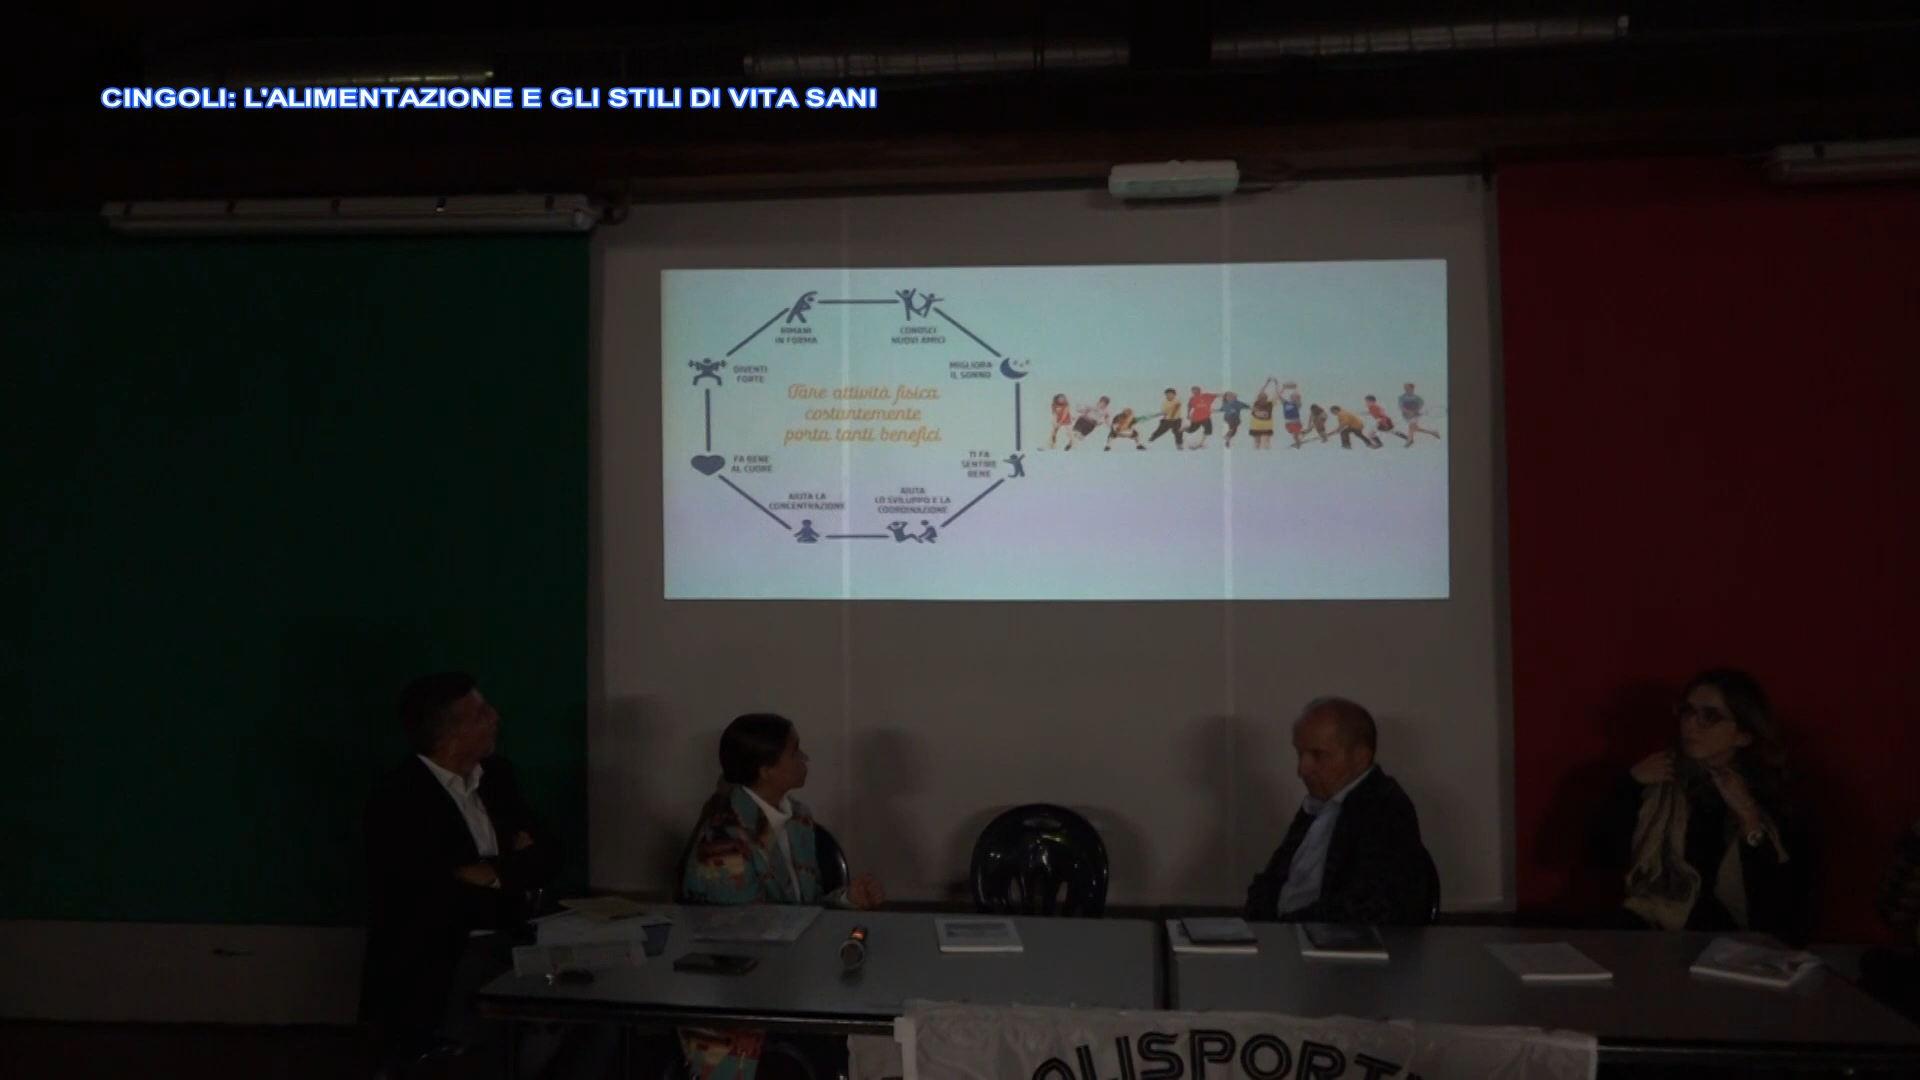 CINGOLI: L'ALIMENTAZIONE E GLI STILI DI VITA SANI
RIMANI
IN FORMA
CONOSCI
NUOVI AMICI
DIVENTI
FORTE
MIGLIORA
IL SONNO
Fare attività fisica
costantemente
porta tanti benefici
FA BENE
AL CUORE
TI FA
SENTIRE
BENE
AIUTA LA
CONCENTRAZIONE
AIUTA
LO SVILUPPO E LA
COORDINAZIONE
OLISPORTI